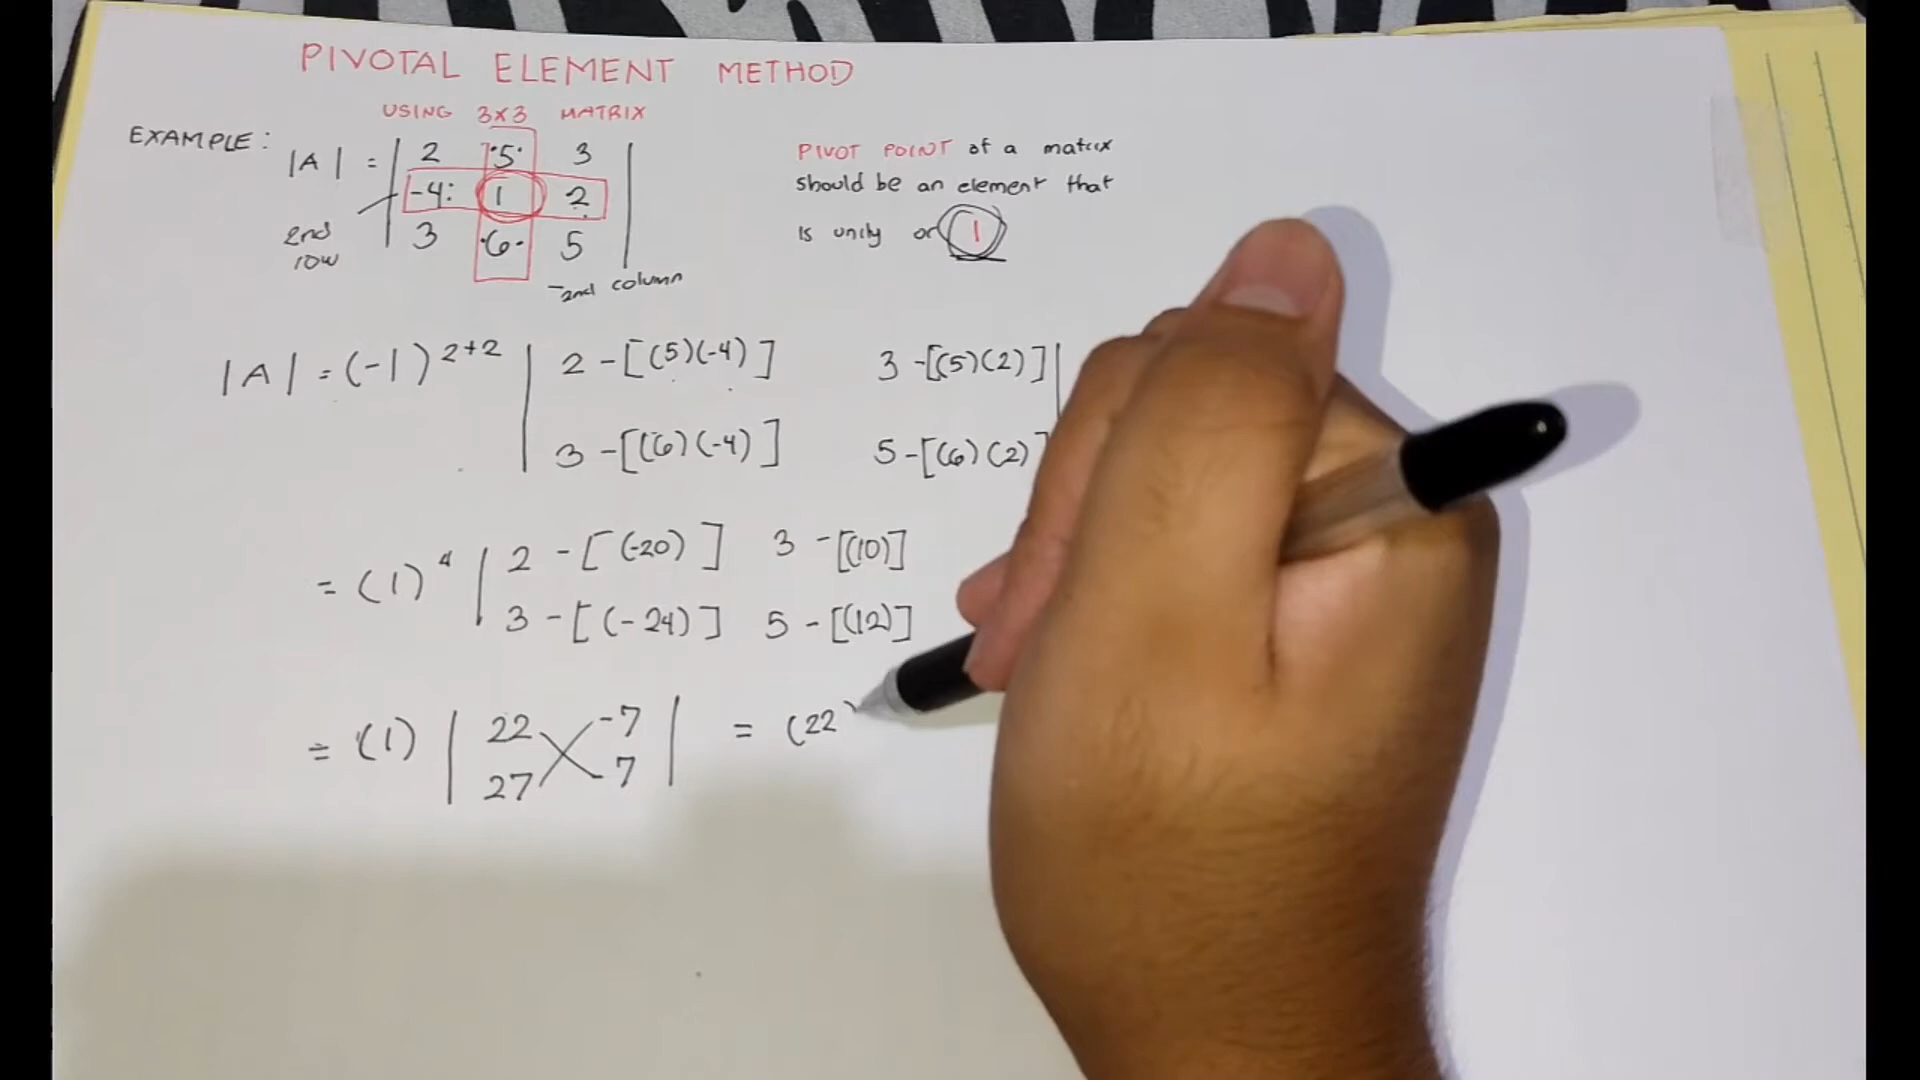 PIVOTAL ELEMENT METHOD
USING 3x3 MATRIX
EXAMPLE:
|A| = | 2 5 3 |
-4 1 2
3 6 5
2nd row
2nd column
PIVOT POINT of a matrix
should be an element that
is unity or 1
|A| = (-1)^2+2 | 2 -[(5)(-4)] 3 -[(5)(2)] |
3 -[(6)(-4)] 5 -[(6)(2)]
= (1)^4 | 2 -[(-20)] 3 -[(10)]
3 -[(-24)] 5 -[(12)]
= (1) | 22 -7 | = (22)
27 7